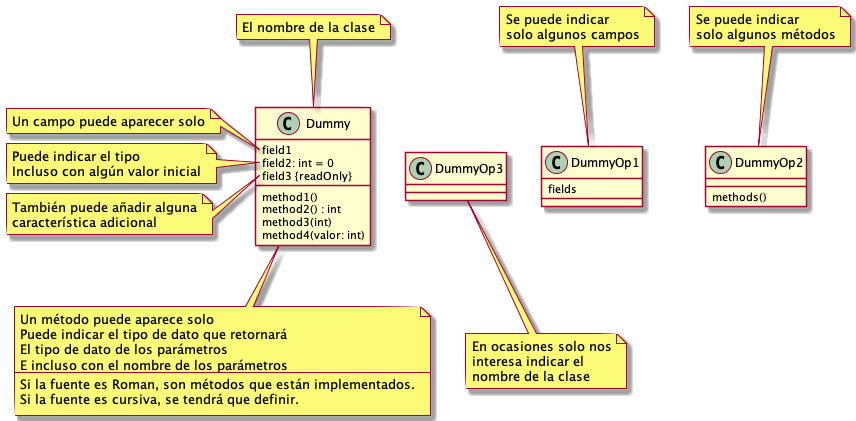 El nombre de la clase
Se puede indicar
solo algunos campos
Se puede indicar
solo algunos métodos
Un campo puede aparecer solo
Puede indicar el tipo
Incluso con algún valor inicial
También puede añadir alguna
característica adicional
C Dummy
field1
field2: int = 0
field3 {readOnly}
method1()
method2() : int
method3(int)
method4(valor: int)
C DummyOp3
C DummyOp1
fields
C DummyOp2
methods()
Un método puede aparece solo
Puede indicar el tipo de dato que retornará
El tipo de dato de los parámetros
E incluso con el nombre de los parámetros
Si la fuente es Roman, son métodos que están implementados.
Si la fuente es cursiva, se tendrá que definir.
En ocasiones solo nos
interesa indicar el
nombre de la clase